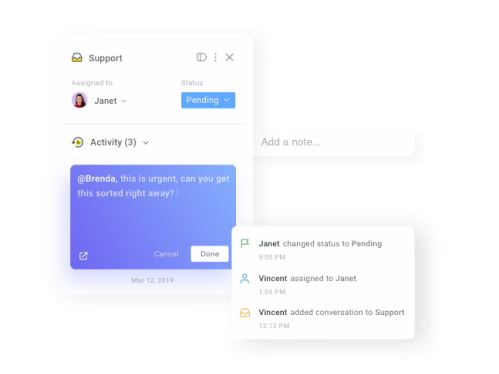 Support
Assigned to
Status
Janet
Pending
Activity (3)
Add a note...
@Brenda, this is urgent, can you get
this sorted right away?
Cancel
Done
Mar 12, 2019
Janet changed status to Pending
9:05 PM
Vincent assigned to Janet
1:05 PM
Vincent added conversation to Support
12:12 PM